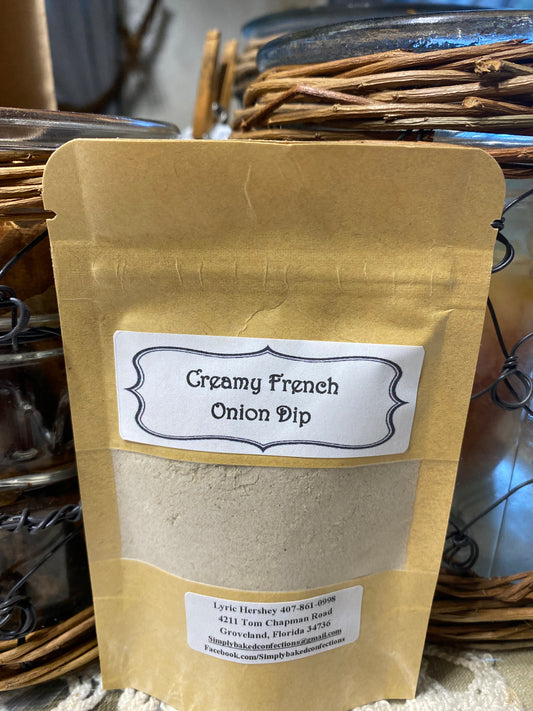 Creamy French
Onion Dip
Lyric Hershey 407-861-0998
4211 Tom Chapman Road
Groveland, Florida 34736
Simplybakedconfections@gmail.com
Facebook.com/Simplybakedconfections